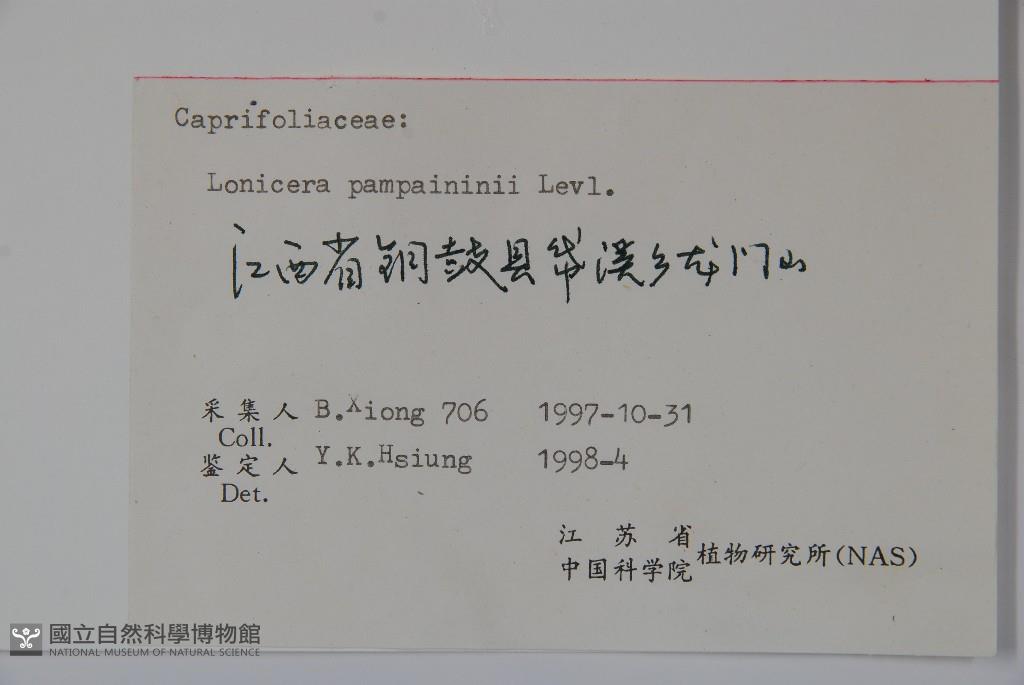 Caprifoliaceae:
Lonicera pampaininii Levl.
江西省铜鼓县带溪乡龙门山
采集人 B.Xiong 706 1997-10-31
Coll.
鉴定人 Y.K.Hsiung 1998-4
Det.
江苏省
中国科学院 植物研究所(NAS)
國立自然科學博物館
NATIONAL MUSEUM OF NATURAL SCIENCE